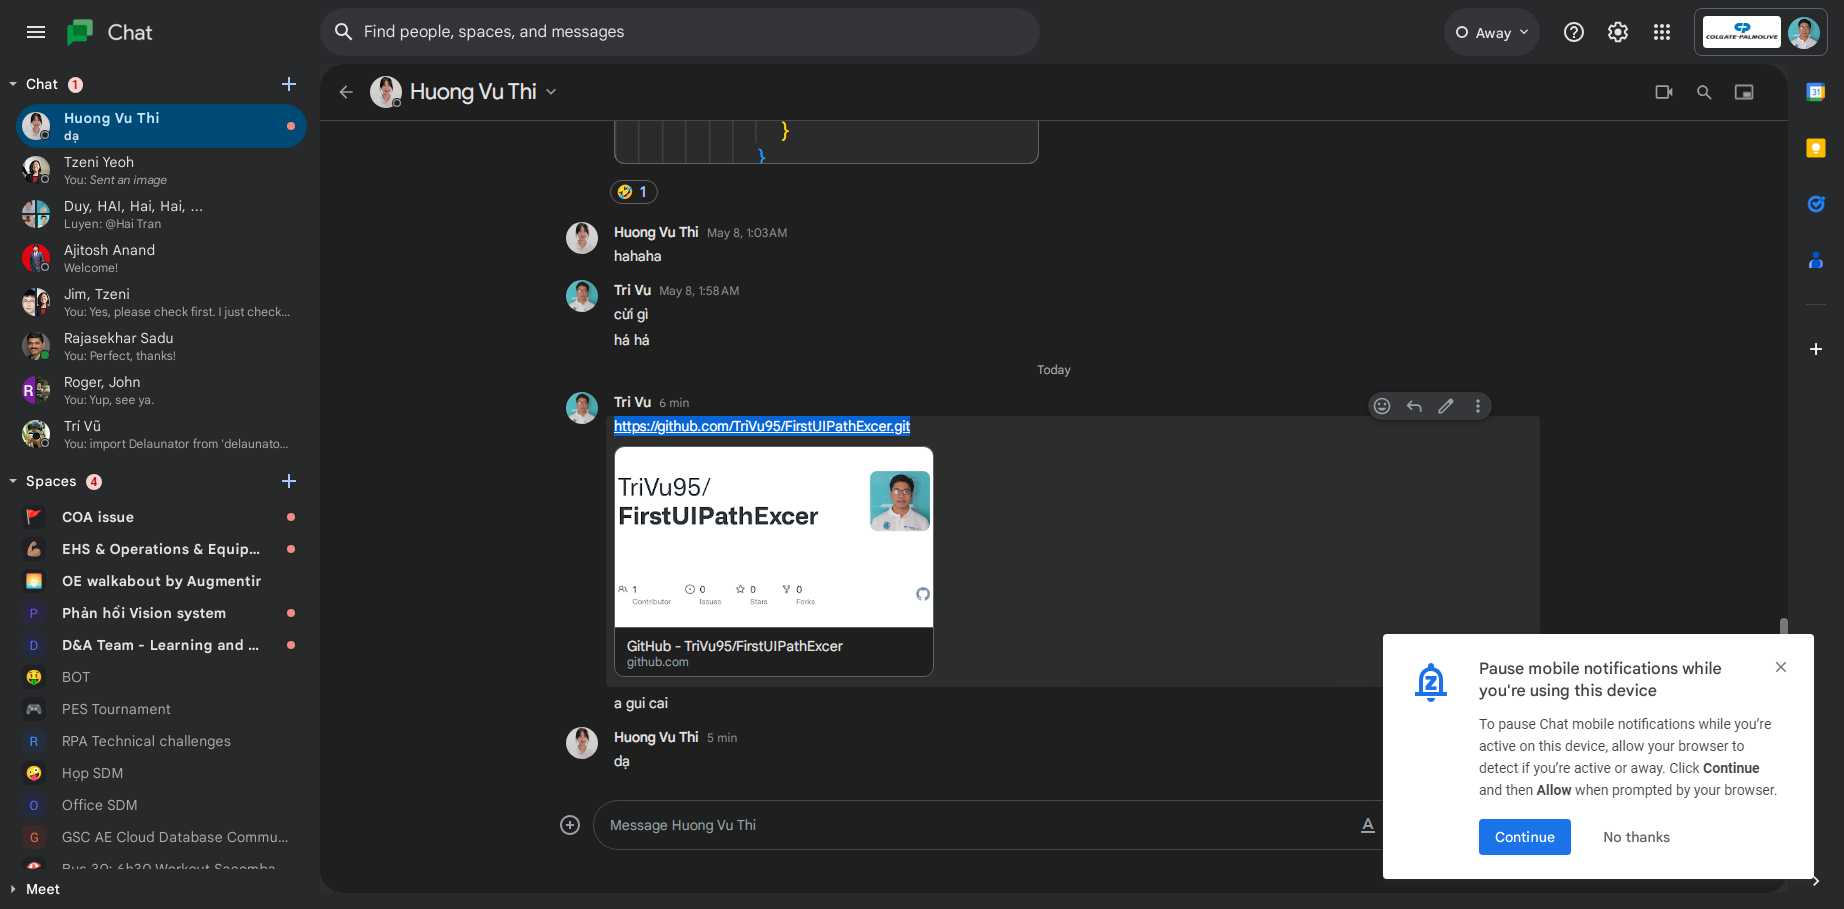 Chat
Find people, spaces, and messages
Away
COLGATE-PALMOLIVE
Chat 1
Huong Vu Thi
dạ
Tzeni Yeoh
You: Sent an image
Duy, HAI, Hai, Hai, ...
Luyen: @Hai Tran
Ajitosh Anand
Welcome!
Jim, Tzeni
You: Yes, please check first. I just check...
Rajasekhar Sadu
You: Perfect, thanks!
R
Roger, John
You: Yup, see ya.
Trí Vũ
You: import Delaunator from 'delaunato...
Spaces 4
COA issue
EHS & Operations & Equip...
OE walkabout by Augmentir
P Phản hồi Vision system
D D&A Team - Learning and ...
BOT
PES Tournament
R RPA Technical challenges
Họp SDM
O Office SDM
G GSC AE Cloud Database Commu...
Bus 30: 6h30 Workout Sacomba
Meet
Huong Vu Thi
}
}
1
Huong Vu Thi May 8, 1:03 AM
hahaha
Tri Vu May 8, 1:58 AM
cừi gì
há há
Today
Tri Vu 6 min
https://github.com/TriVu95/FirstUIPathExcer.git
TriVu95/
FirstUIPathExcer
1 0 0 0
Contributor Issues Stars Forks
GitHub - TriVu95/FirstUIPathExcer
github.com
a gui cai
Huong Vu Thi 5 min
dạ
Message Huong Vu Thi
A
31
Z
Pause mobile notifications while
you're using this device
To pause Chat mobile notifications while you’re
active on this device, allow your browser to
detect if you’re active or away. Click Continue
and then Allow when prompted by your browser.
Continue No thanks